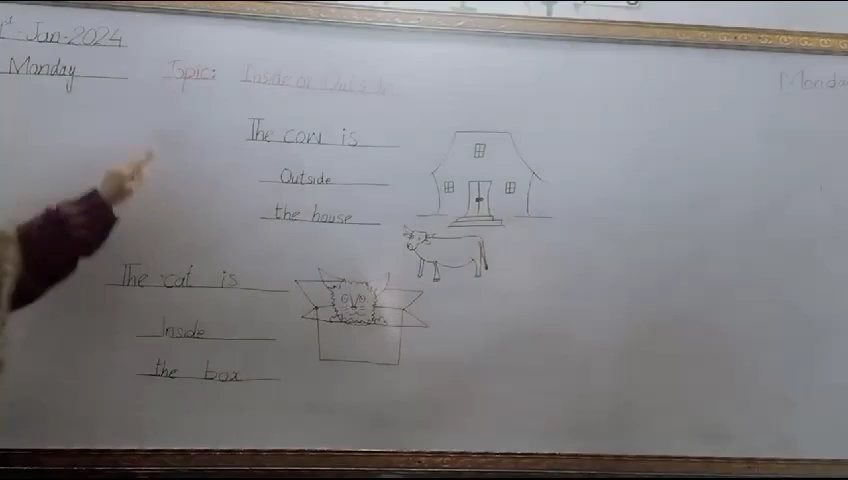 1st-Jan-2024
Monday
Topic: Inside or Outside
Monday
The cow is
Outside
the house
The cat is
Inside
the box